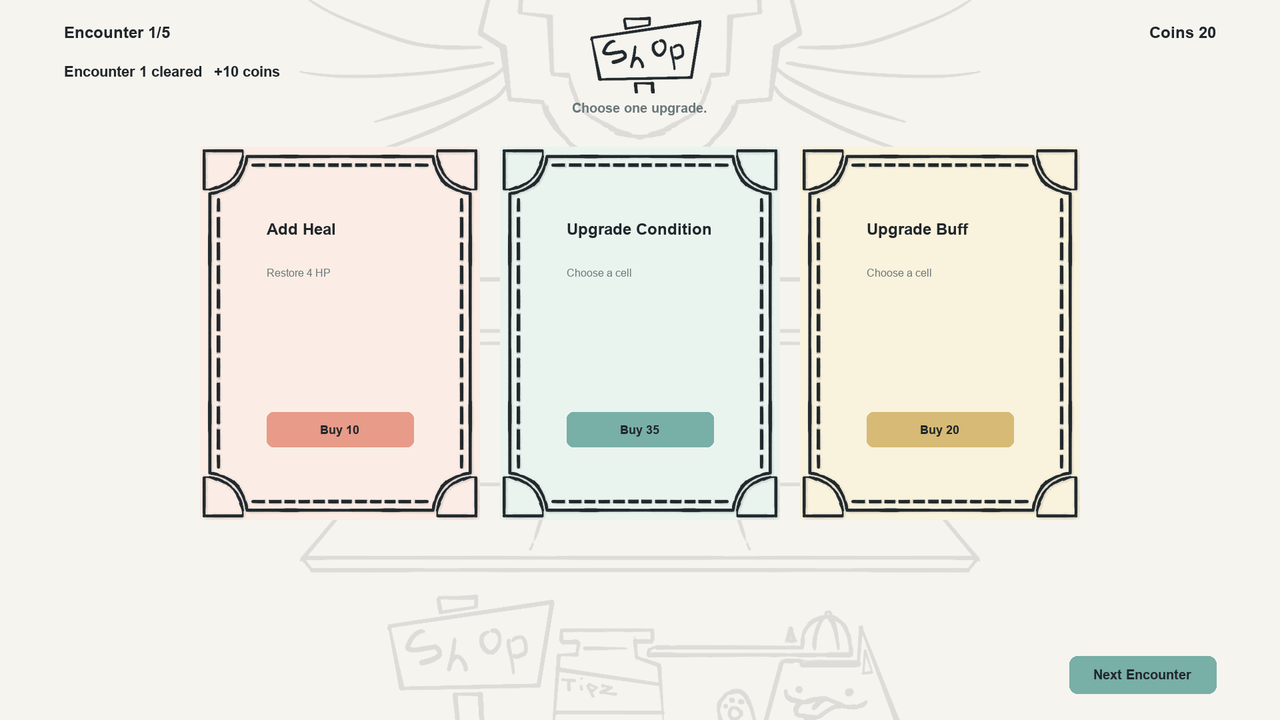 Encounter 1/5
Shop
Coins 20
Encounter 1 cleared +10 coins
Choose one upgrade.
Add Heal
Restore 4 HP
Buy 10
Upgrade Condition
Choose a cell
Buy 35
Upgrade Buff
Choose a cell
Buy 20
Shop
Tipz
Next Encounter